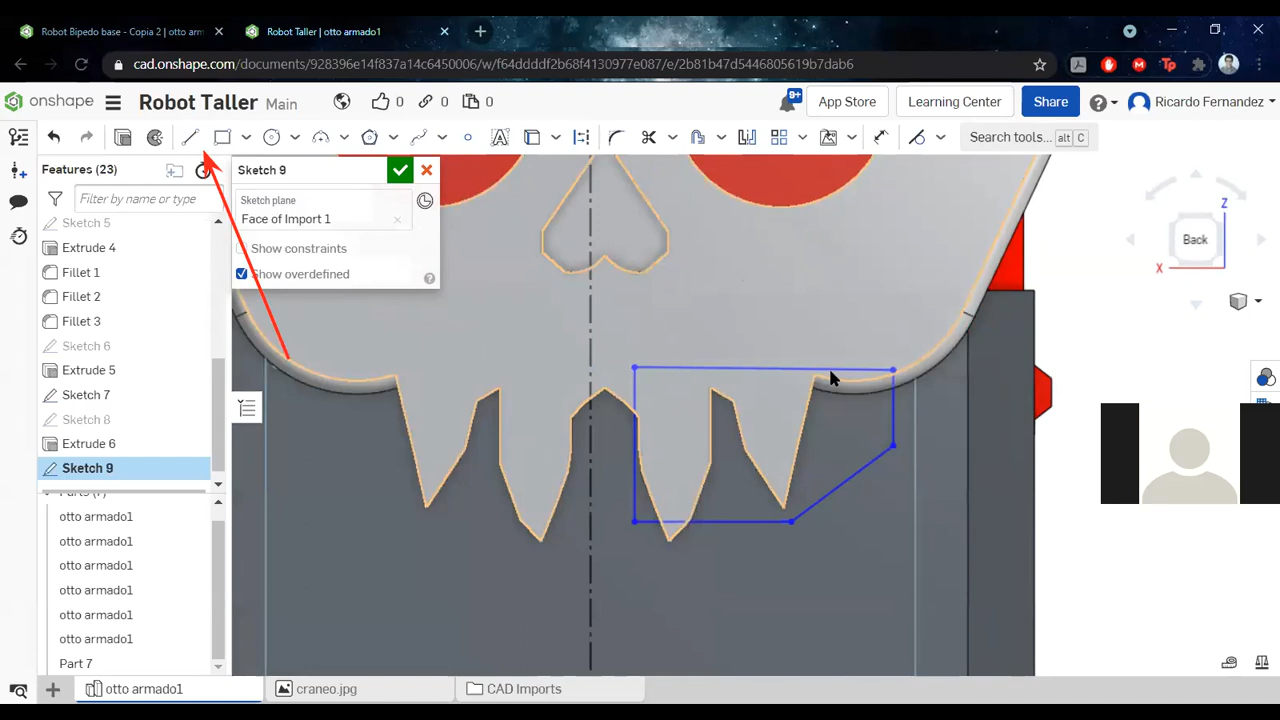 Robot Bipedo base - Copia 2 | otto arm
Robot Taller | otto armado1
cad.onshape.com/documents/928396e14f837a14c6450006/w/f64ddddf2b68f4130977e087/e/2b81b47d5446805619b7dab6
onshape
Robot Taller Main
0
0
0
9+
App Store
Learning Center
Share
Ricardo Fernandez
Search tools... alt C
Features (23)
Filter by name or type
Sketch 5
Extrude 4
Fillet 1
Fillet 2
Fillet 3
Sketch 6
Extrude 5
Sketch 7
Sketch 8
Extrude 6
Sketch 9
Parts (7)
otto armado1
otto armado1
otto armado1
otto armado1
otto armado1
otto armado1
Part 7
Sketch 9
Sketch plane
Face of Import 1
Show constraints
Show overdefined
Z
Back
X
otto armado1
craneo.jpg
CAD Imports